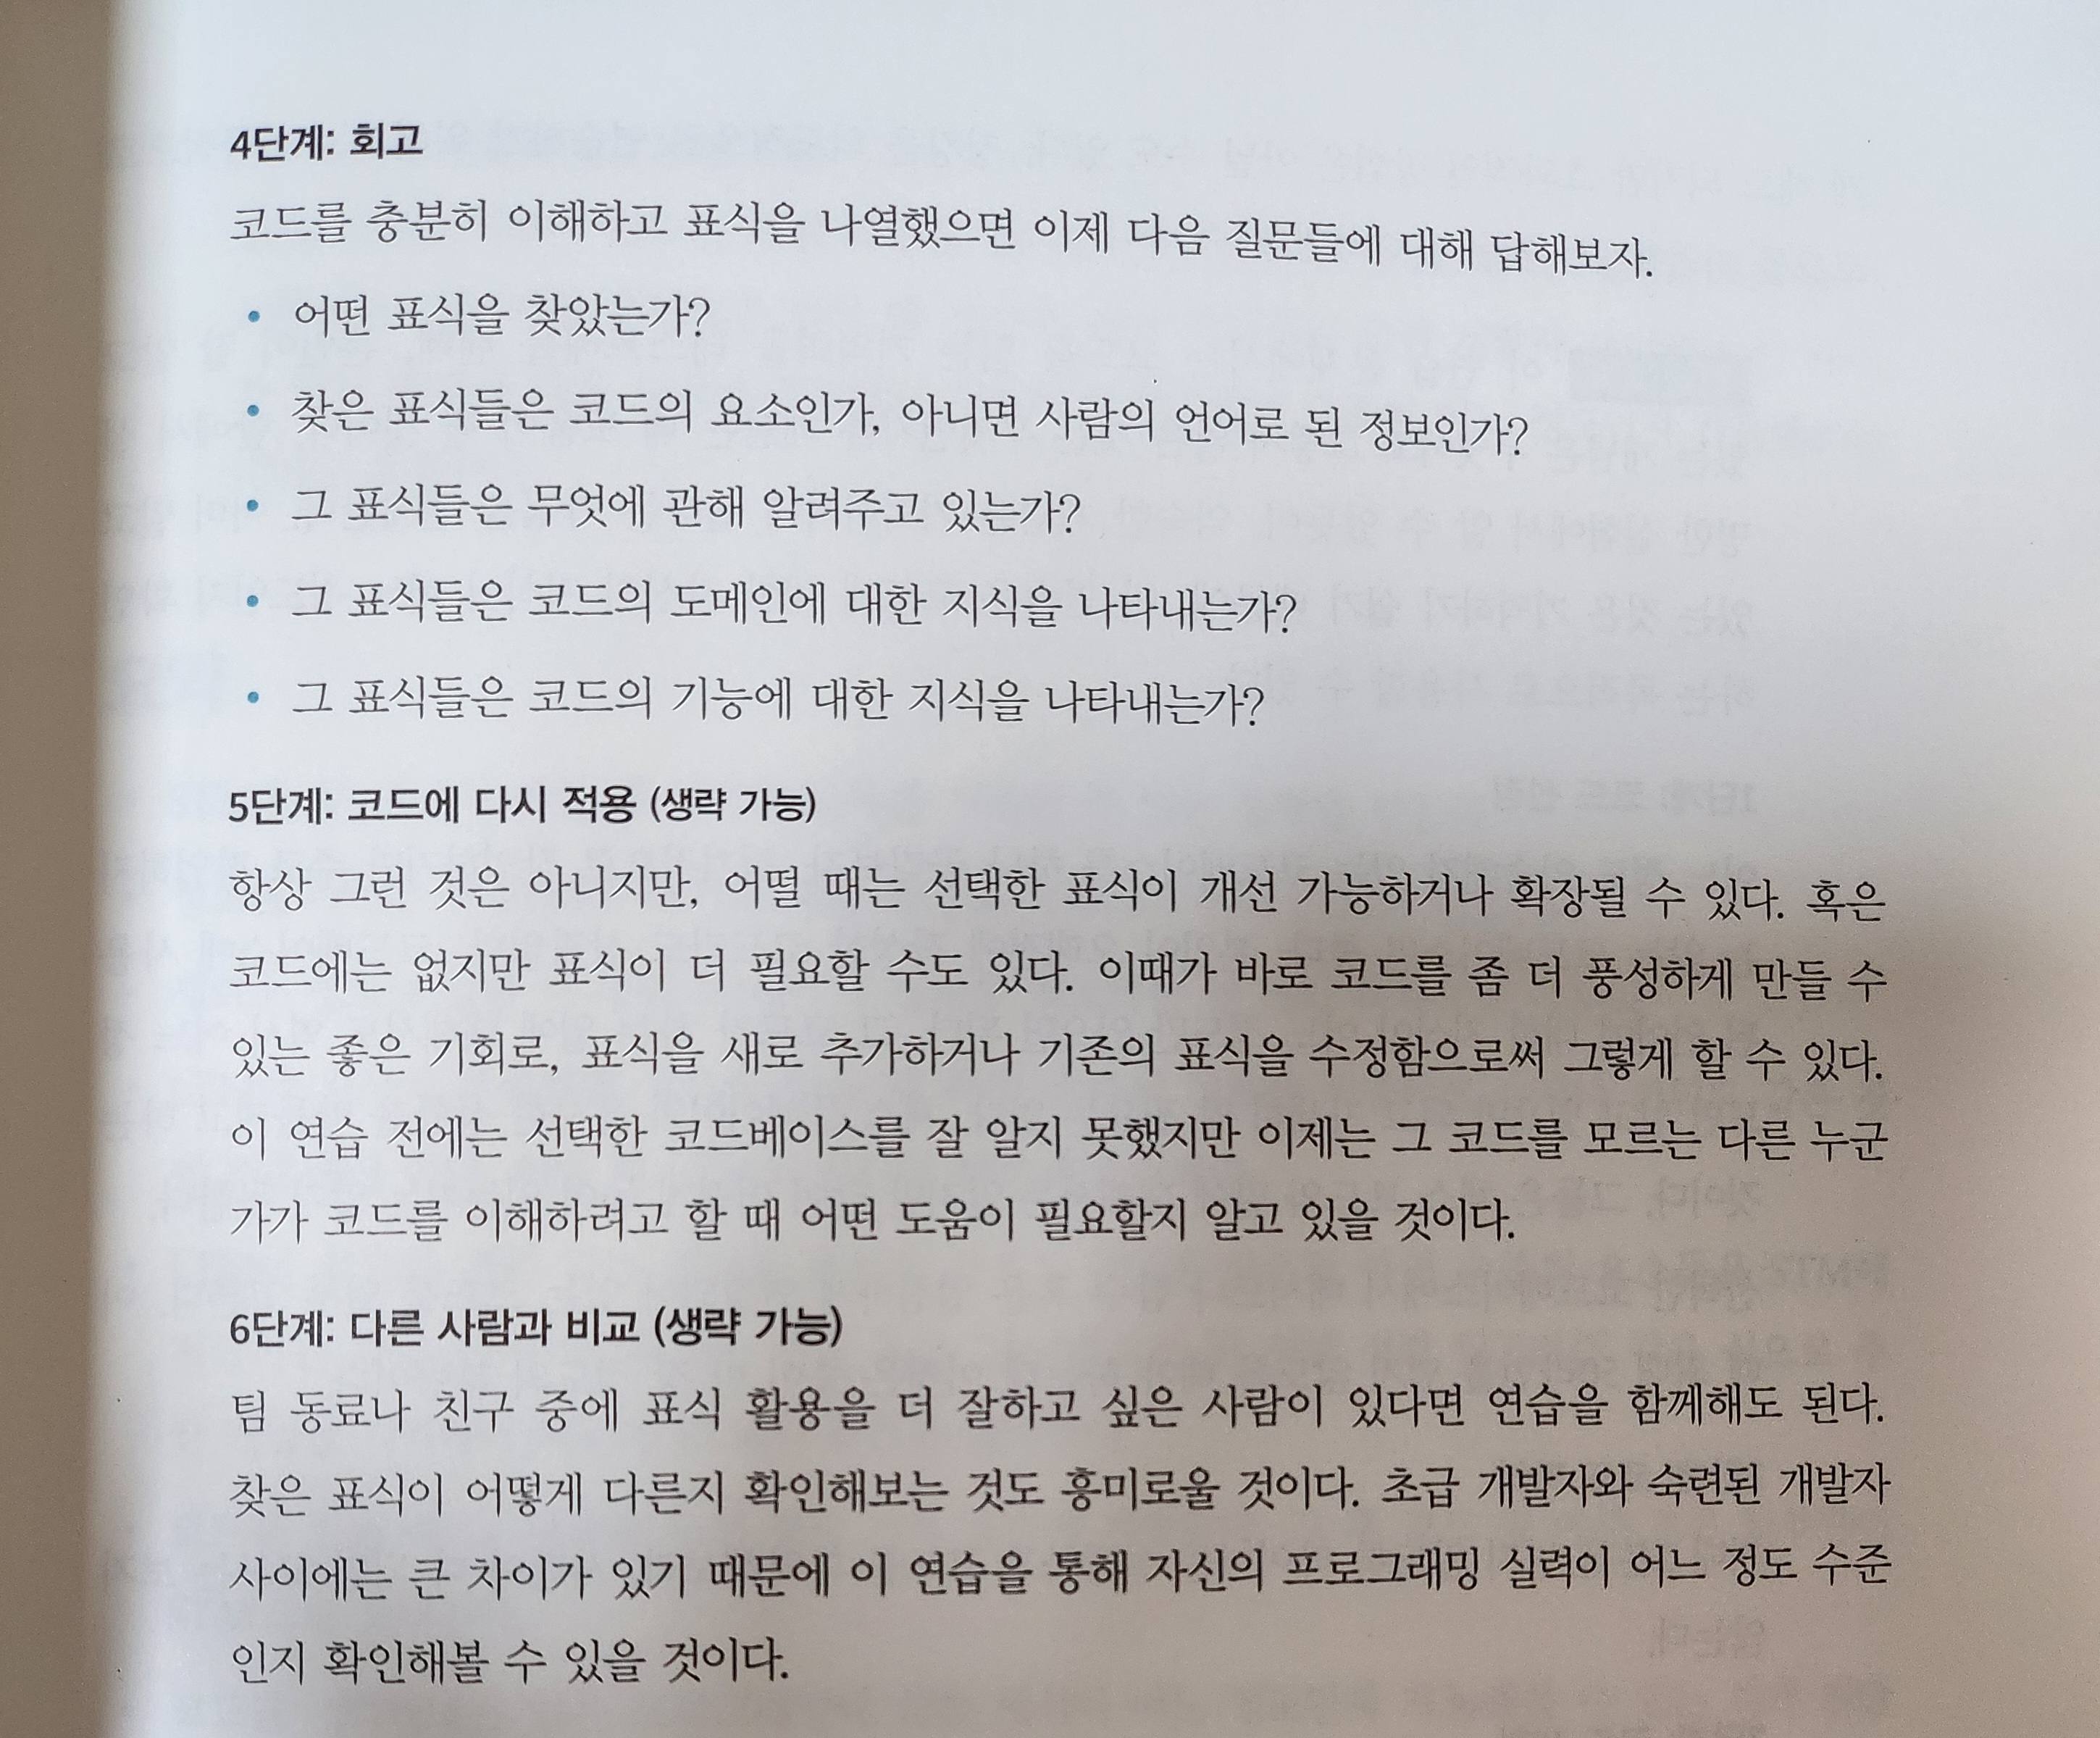 4단계: 회고
코드를 충분히 이해하고 표식을 나열했으면 이제 다음 질문들에 대해 답해보자.
• 어떤 표식을 찾았는가?
• 찾은 표식들은 코드의 요소인가, 아니면 사람의 언어로 된 정보인가?
• 그 표식들은 무엇에 관해 알려주고 있는가?
• 그 표식들은 코드의 도메인에 대한 지식을 나타내는가?
• 그 표식들은 코드의 기능에 대한 지식을 나타내는가?
5단계: 코드에 다시 적용 (생략 가능)
항상 그런 것은 아니지만, 어떨 때는 선택한 표식이 개선 가능하거나 확장될 수 있다. 혹은
코드에는 없지만 표식이 더 필요할 수도 있다. 이때가 바로 코드를 좀 더 풍성하게 만들 수
있는 좋은 기회로, 표식을 새로 추가하거나 기존의 표식을 수정함으로써 그렇게 할 수 있다.
이 연습 전에는 선택한 코드베이스를 잘 알지 못했지만 이제는 그 코드를 모르는 다른 누군
가가 코드를 이해하려고 할 때 어떤 도움이 필요할지 알고 있을 것이다.
6단계: 다른 사람과 비교 (생략 가능)
팀 동료나 친구 중에 표식 활용을 더 잘하고 싶은 사람이 있다면 연습을 함께해도 된다.
찾은 표식이 어떻게 다른지 확인해보는 것도 흥미로울 것이다. 초급 개발자와 숙련된 개발자
사이에는 큰 차이가 있기 때문에 이 연습을 통해 자신의 프로그래밍 실력이 어느 정도 수준
인지 확인해볼 수 있을 것이다.